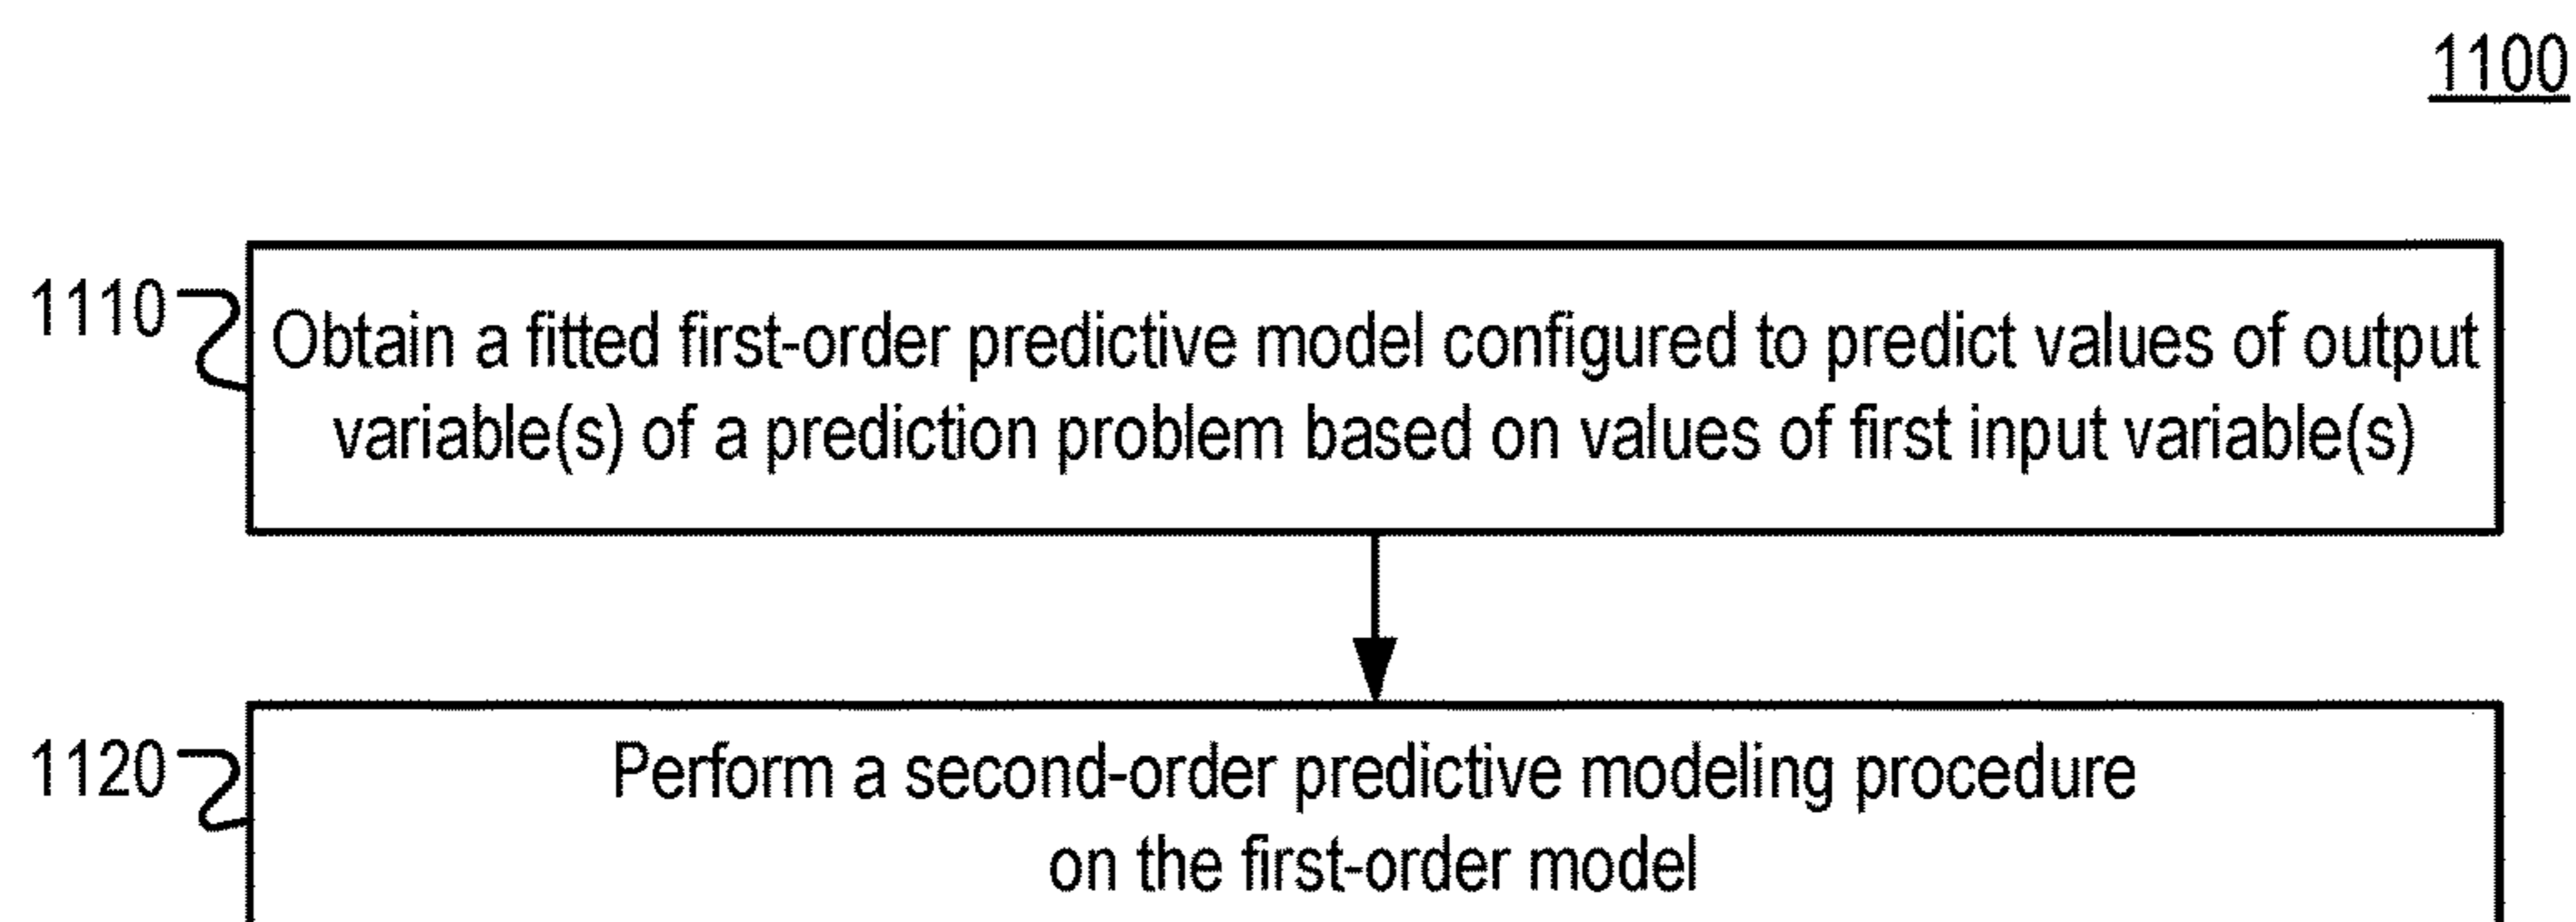 1100
1110
Obtain a fitted first-order predictive model configured to predict values of output
variable(s) of a prediction problem based on values of first input variable(s)
1120
Perform a second-order predictive modeling procedure
on the first-order model